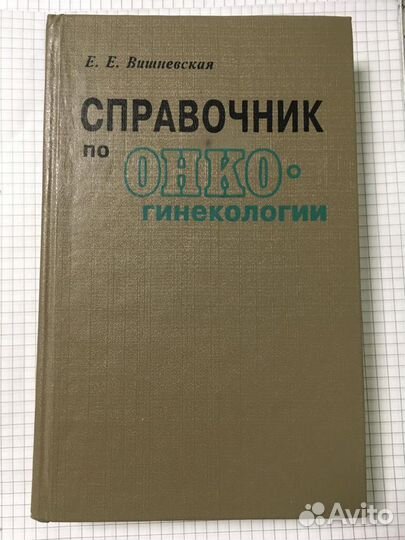 Е. Е. Вишневская
СПРАВОЧНИК
по ОНКО-
гинекологии
Avito